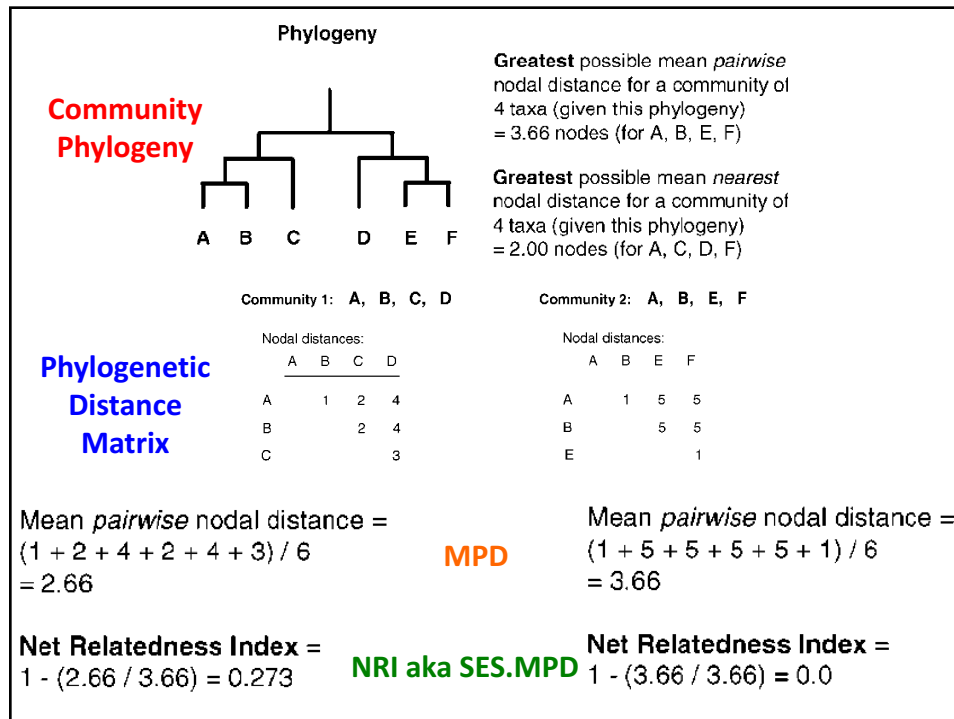 Phylogeny
Community
Phylogeny
A B C D E F
Greatest possible mean pairwise
nodal distance for a community of
4 taxa (given this phylogeny)
= 3.66 nodes (for A, B, E, F)
Greatest possible mean nearest
nodal distance for a community of
4 taxa (given this phylogeny)
= 2.00 nodes (for A, C, D, F)
Community 1: A, B, C, D
Community 2: A, B, E, F
Phylogenetic
Distance
Matrix
Nodal distances:
A B C D
A 1 2 4
B 2 4
C 3
Nodal distances:
A B E F
A 1 5 5
B 5 5
E 1
Mean pairwise nodal distance =
(1 + 2 + 4 + 2 + 4 + 3) / 6
= 2.66
MPD
Mean pairwise nodal distance =
(1 + 5 + 5 + 5 + 5 + 1) / 6
= 3.66
Net Relatedness Index =
1 - (2.66 / 3.66) = 0.273
NRI aka SES.MPD
Net Relatedness Index =
1 - (3.66 / 3.66) = 0.0